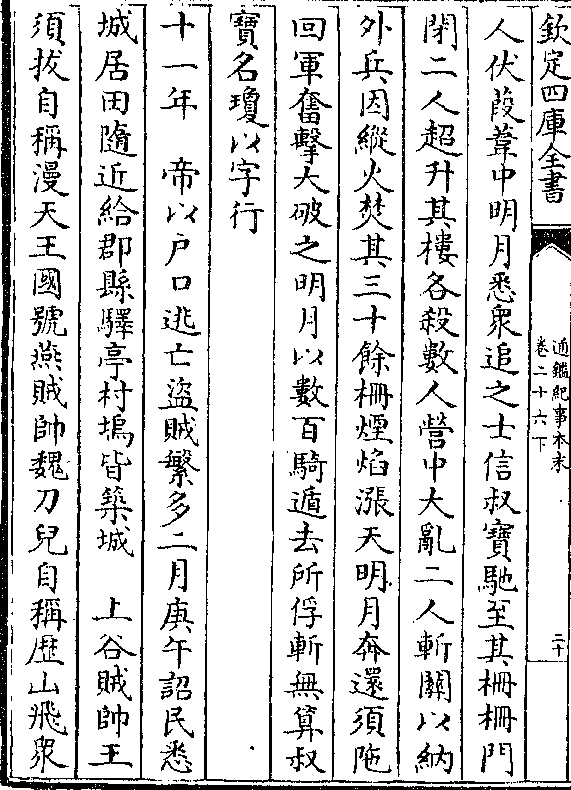 欽定四庫全書
通鑑紀事本末
卷二十六下
二十
人伏葭葦中明月悉衆追之士信叔寶馳至其柵柵門
閉二人超升其樓各殺數人營中大亂二人斬關以納
外兵因縱火焚其三十餘柵煙焰漲天明月奔還須陁
回軍奮擊大破之明月以數百騎遁去所俘斬無算叔
寶名瓊以字行
十一年　帝以户口逃亡盜賊繁多二月庚午詔民悉
城居田隨近給郡縣驛亭村塢皆築城　上谷賊帥王
須拔自稱漫天王國號燕賊帥魏刀兒自稱歴山飛衆